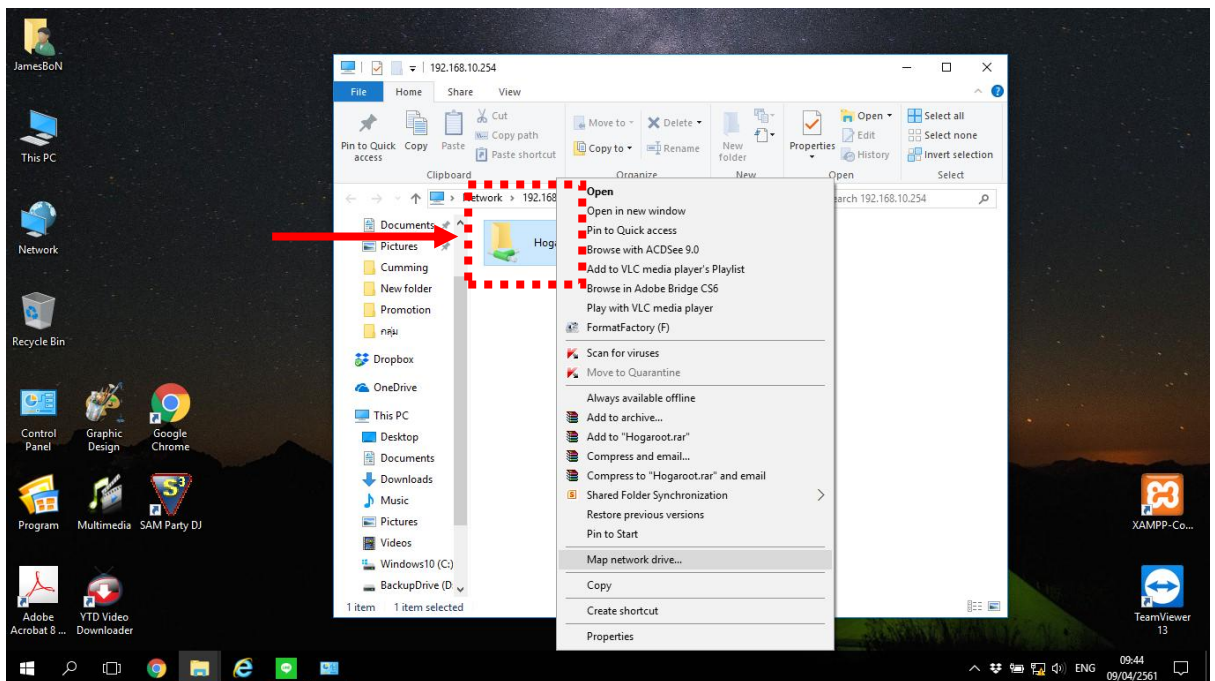 JamesBoN
This PC
Network
Recycle Bin
Control
Panel
Graphic
Design
Google
Chrome
Program
Multimedia
SAM Party DJ
Adobe
Acrobat 8 ...
YTD Video
Downloader
192.168.10.254
File Home Share View
Pin to Quick
access
Copy
Paste
Cut
Copy path
Paste shortcut
Clipboard
Move to
Copy to
Delete
Rename
Organize
New
folder
New
Properties
Open
Edit
History
Open
Select all
Select none
Invert selection
Select
Network > 192.168
earch 192.168.10.254
Documents
Pictures
Cumming
New folder
Promotion
กลุ่ม
Dropbox
OneDrive
This PC
Desktop
Documents
Downloads
Music
Pictures
Videos
Windows10 (C:)
BackupDrive (D:
1 item 1 item selected
Hoga
Open
Open in new window
Pin to Quick access
Browse with ACDSee 9.0
Add to VLC media player's Playlist
Browse in Adobe Bridge CS6
Play with VLC media player
FormatFactory (F)
Scan for viruses
Move to Quarantine
Always available offline
Add to archive...
Add to "Hogaroot.rar"
Compress and email...
Compress to "Hogaroot.rar" and email
Shared Folder Synchronization
Restore previous versions
Pin to Start
Map network drive...
Copy
Create shortcut
Properties
XAMPP-Co...
TeamViewer
13
ENG
09:44
09/04/2561